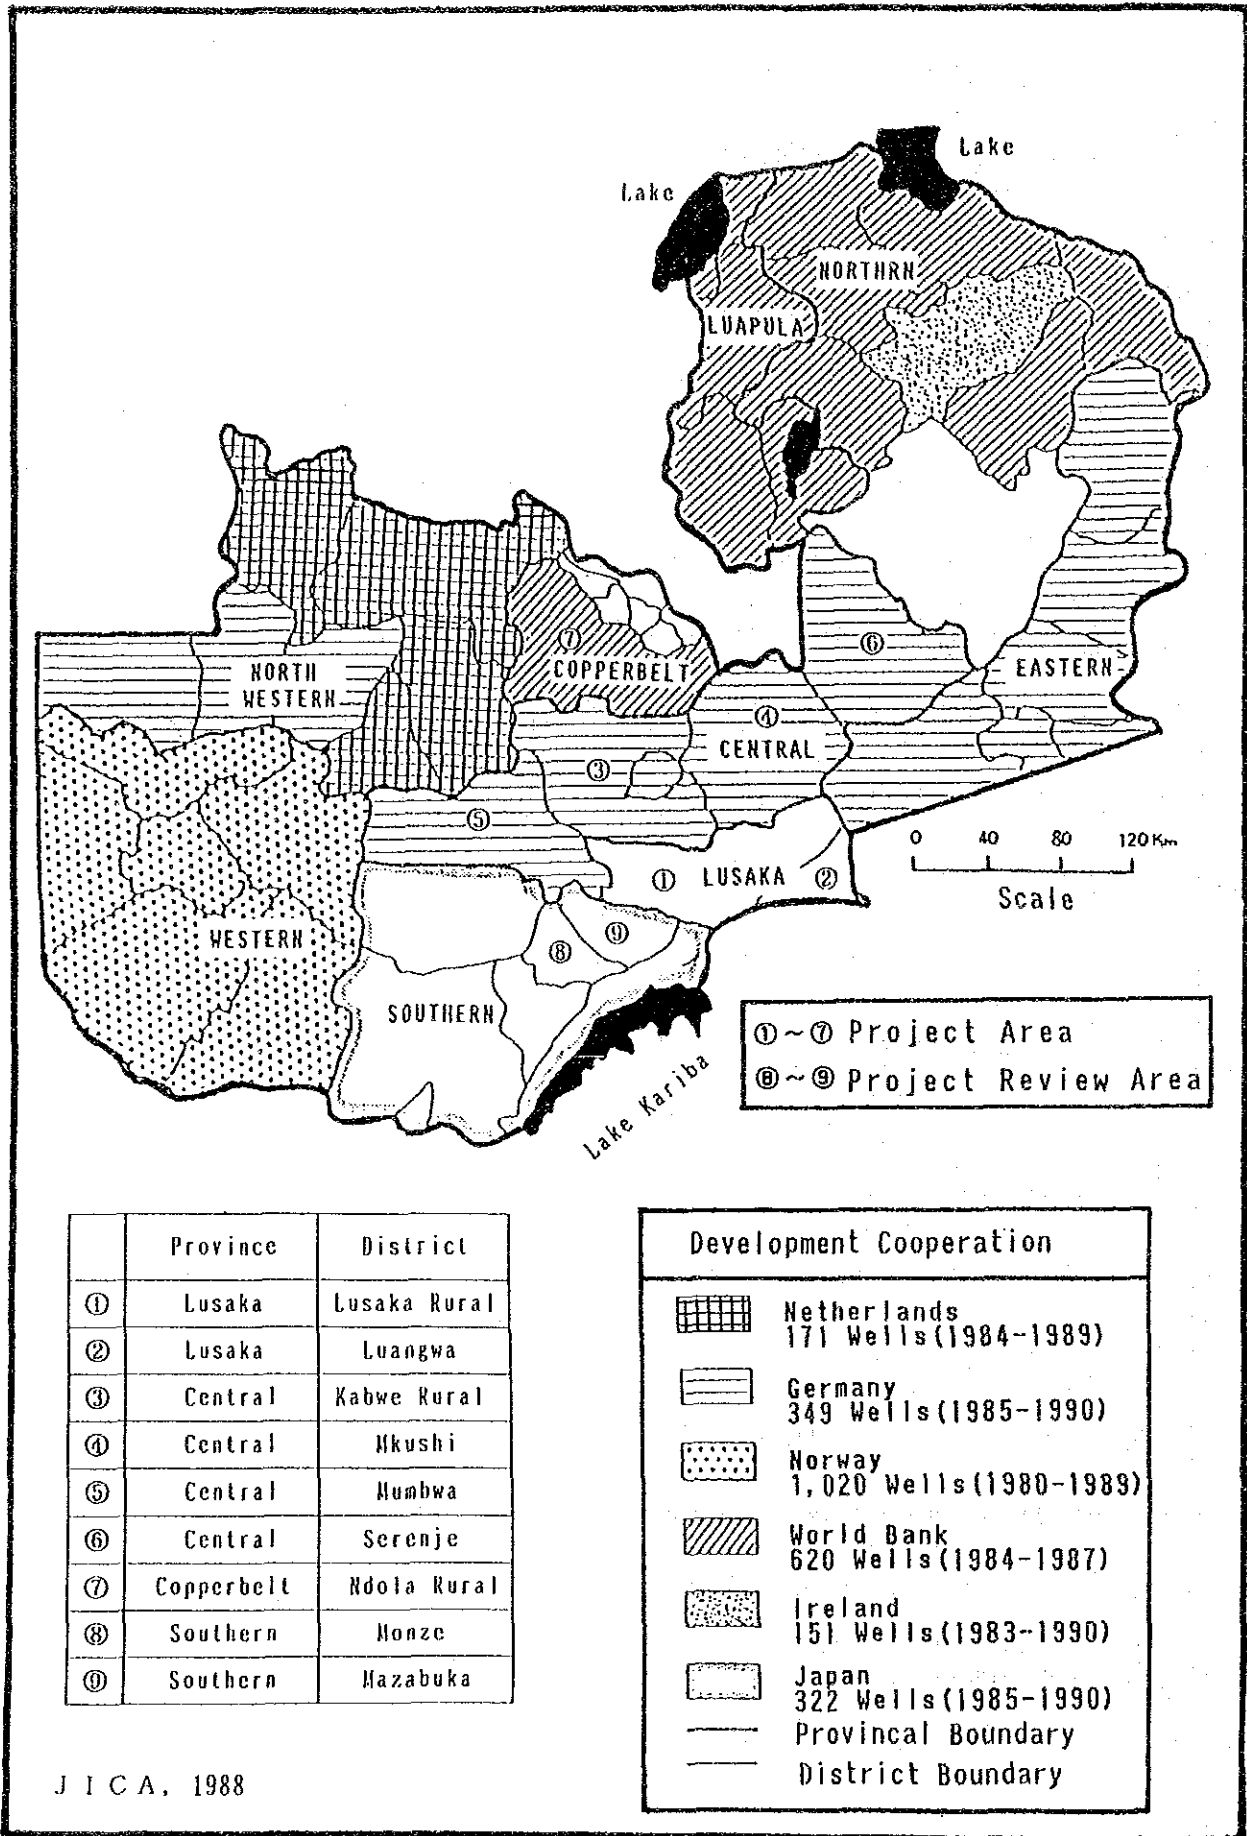 Lake
Lake
NORTHRN
LUAPULA
⑦
COPPERBELT
⑥
EASTERN
NORTH
WESTERN
④
CENTRAL
③
⑤
0 40 80 120 Km
Scale
① LUSAKA ②
WESTERN
⑨
⑧
SOUTHERN
Lake Kariba
①~⑦ Project Area
⑧~⑨ Project Review Area
Province District
① Lusaka Lusaka Rural
② Lusaka Luangwa
③ Central Kabwe Rural
④ Central Mkushi
⑤ Central Mumbwa
⑥ Central Serenje
⑦ Copperbelt Ndola Rural
⑧ Southern Monze
⑨ Southern Mazabuka
Development Cooperation
Netherlands
171 Wells(1984-1989)
Germany
349 Wells(1985-1990)
Norway
1,020 Wells(1980-1989)
World Bank
620 Wells(1984-1987)
Ireland
151 Wells(1983-1990)
Japan
322 Wells(1985-1990)
Provincal Boundary
District Boundary
JICA, 1988